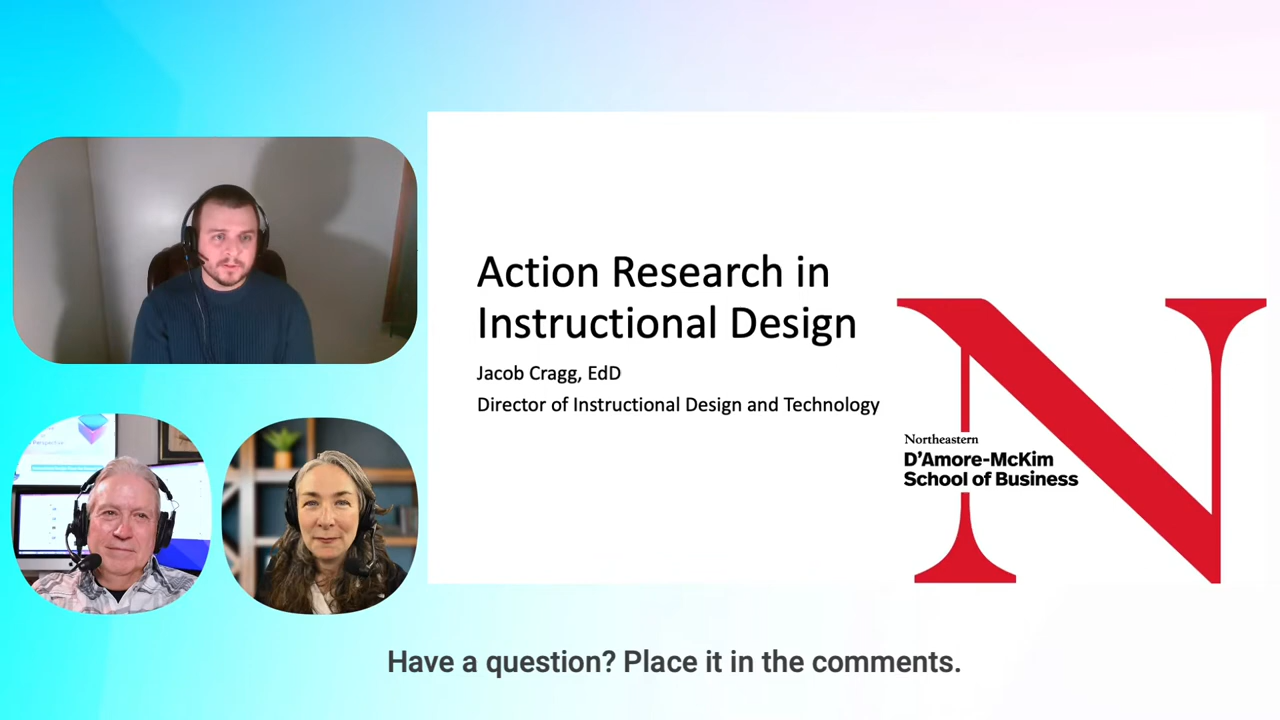 Action Research in
Instructional Design
Jacob Cragg, EdD
Director of Instructional Design and Technology
Northeastern
D'Amore-McKim
School of Business
Have a question? Place it in the comments.